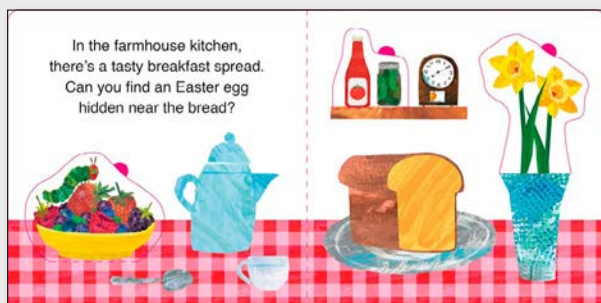 In the farmhouse kitchen,
there's a tasty breakfast spread.
Can you find an Easter egg
hidden near the bread?